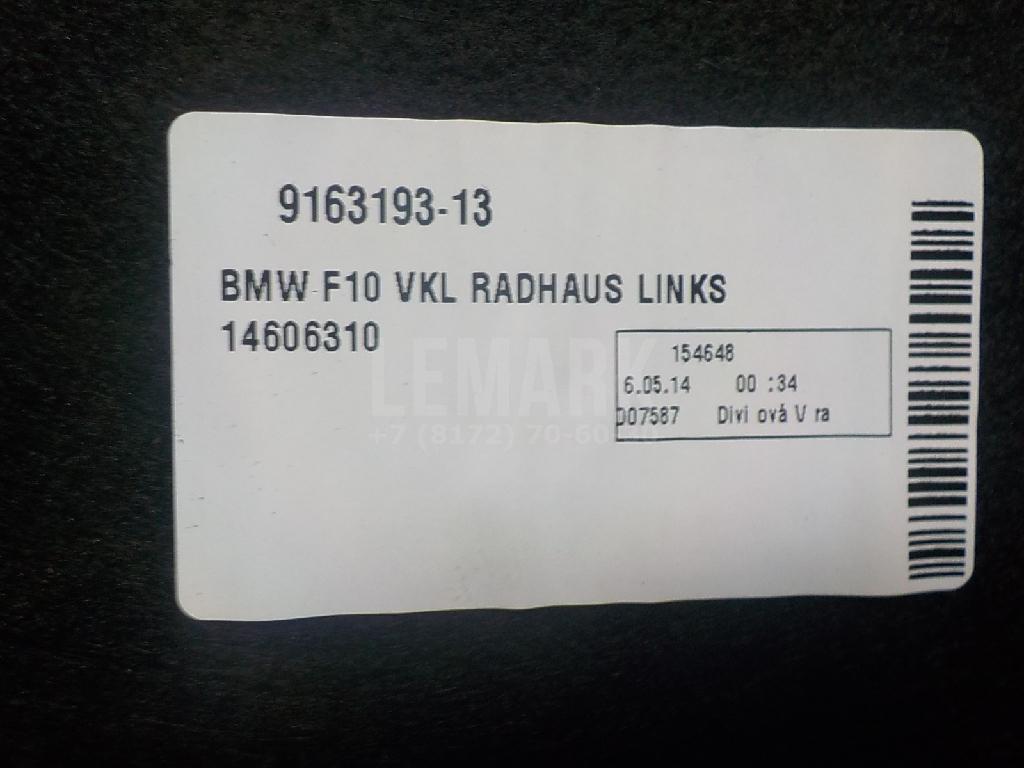 9163193-13
BMW F10 VKL RADHAUS LINKS
14606310
154648
6.05.14 00 :34
007587 Divi ová V ra
LEMARK
+7 (8172) 70-60